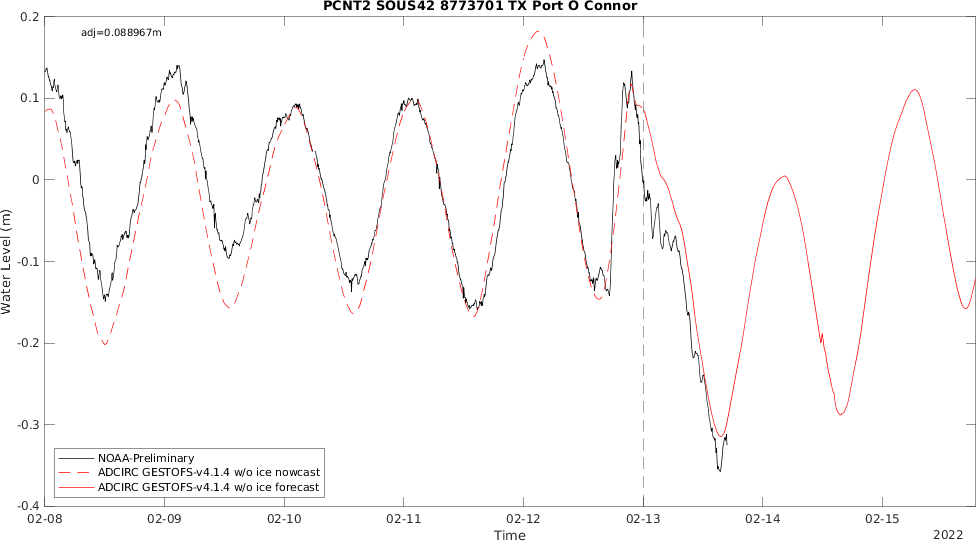 PCNT2 SOUS42 8773701 TX Port O Connor
adj=0.088967m
0.2
0.1
0
-0.1
-0.2
-0.3
-0.4
Water Level (m)
NOAA-Preliminary
ADCIRC GESTOFS-v4.1.4 w/o ice nowcast
ADCIRC GESTOFS-v4.1.4 w/o ice forecast
02-08 02-09 02-10 02-11 02-12 02-13 02-14 02-15
Time
2022